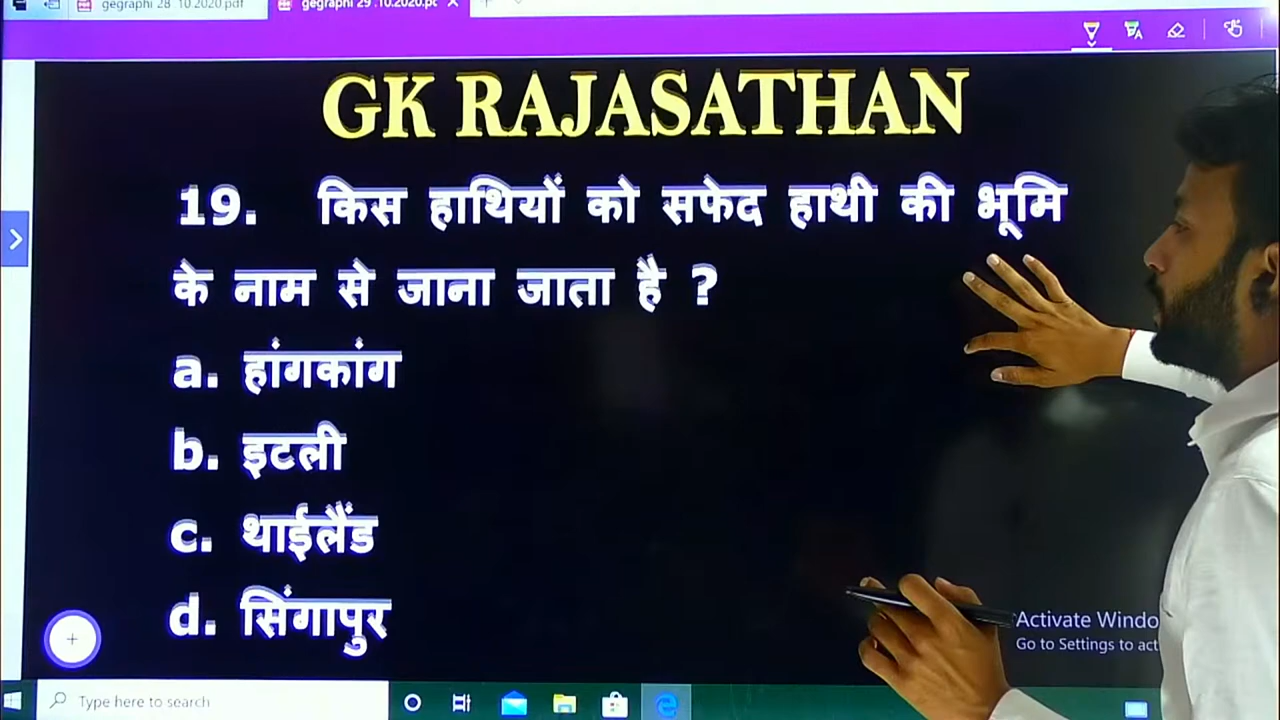 gegraphi 28 10.2020.pdf
gegraphi 29 .10.2020.pc
GK RAJASATHAN
19. किस हाथियों को सफेद हाथी की भूमि
के नाम से जाना जाता है ?
a. हांगकांग
b. इटली
c. थाईलैंड
d. सिंगापुर
Activate Windo
Go to Settings to act
Type here to search